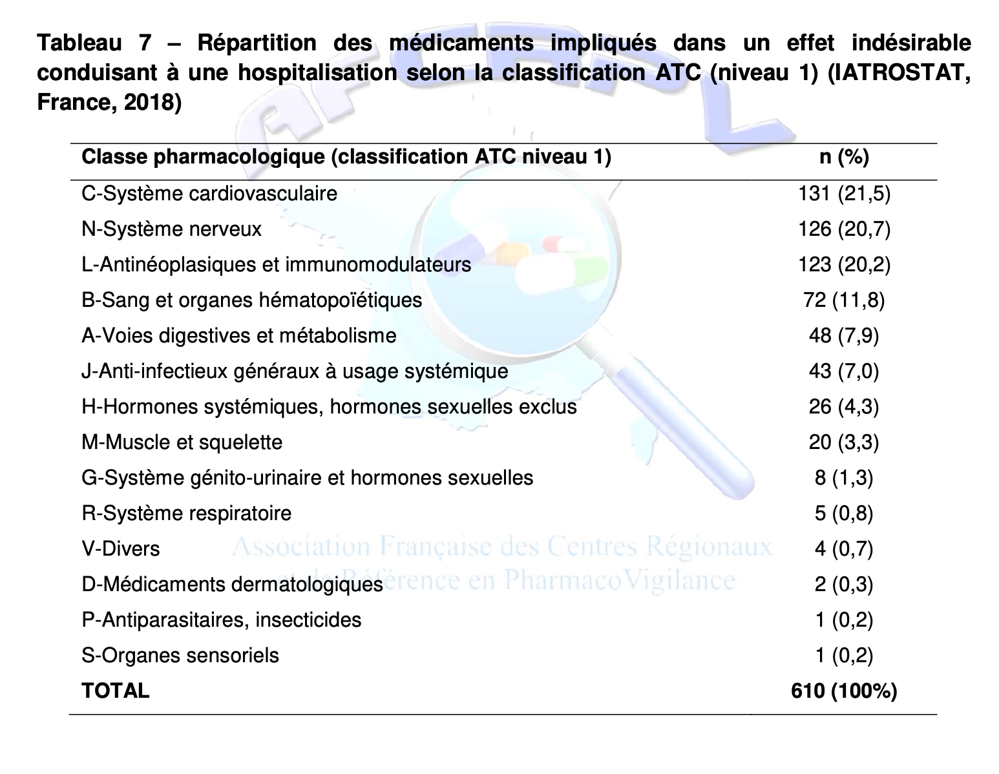 AFCRPV
Tableau 7 – Répartition des médicaments impliqués dans un effet indésirable
conduisant à une hospitalisation selon la classification ATC (niveau 1) (IATROSTAT,
France, 2018)
Classe pharmacologique (classification ATC niveau 1) n (%)
C-Système cardiovasculaire 131 (21,5)
N-Système nerveux 126 (20,7)
L-Antinéoplasiques et immunomodulateurs 123 (20,2)
B-Sang et organes hématopoïétiques 72 (11,8)
A-Voies digestives et métabolisme 48 (7,9)
J-Anti-infectieux généraux à usage systémique 43 (7,0)
H-Hormones systémiques, hormones sexuelles exclus 26 (4,3)
M-Muscle et squelette 20 (3,3)
G-Système génito-urinaire et hormones sexuelles 8 (1,3)
R-Système respiratoire 5 (0,8)
V-Divers 4 (0,7)
Association Française des Centres Régionaux
D-Médicaments dermatologiques 2 (0,3)
et de Référence en PharmacoVigilance
P-Antiparasitaires, insecticides 1 (0,2)
S-Organes sensoriels 1 (0,2)
TOTAL 610 (100%)